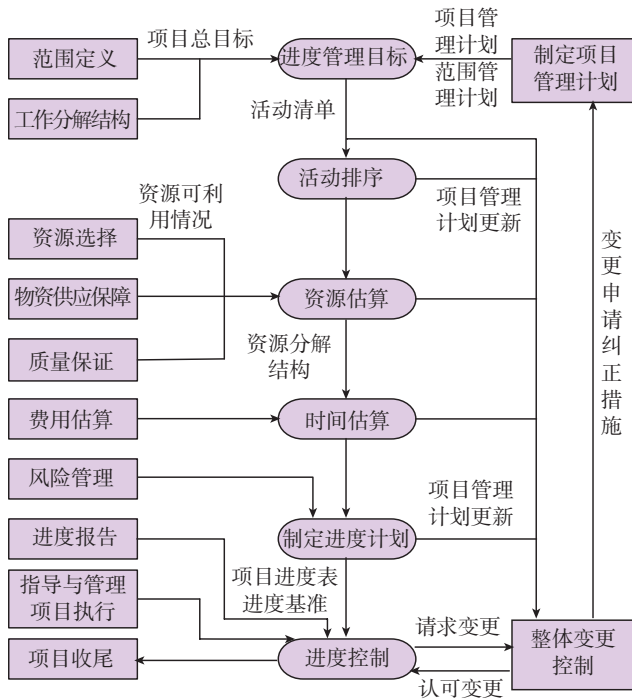 范围定义
项目总目标
进度管理目标
项目管
理计划
范围管
理计划
制定项目
管理计划
工作分解结构
活动清单
活动排序
项目管理
计划更新
资源可利
用情况
资源选择
物资供应保障
资源估算
变更申请纠正措施
质量保证
资源分解
结构
费用估算
时间估算
风险管理
项目管理
计划更新
进度报告
制定进度计划
项目进度表
进度基准
指导与管理
项目执行
请求变更
整体变更
控制
项目收尾
进度控制
认可变更